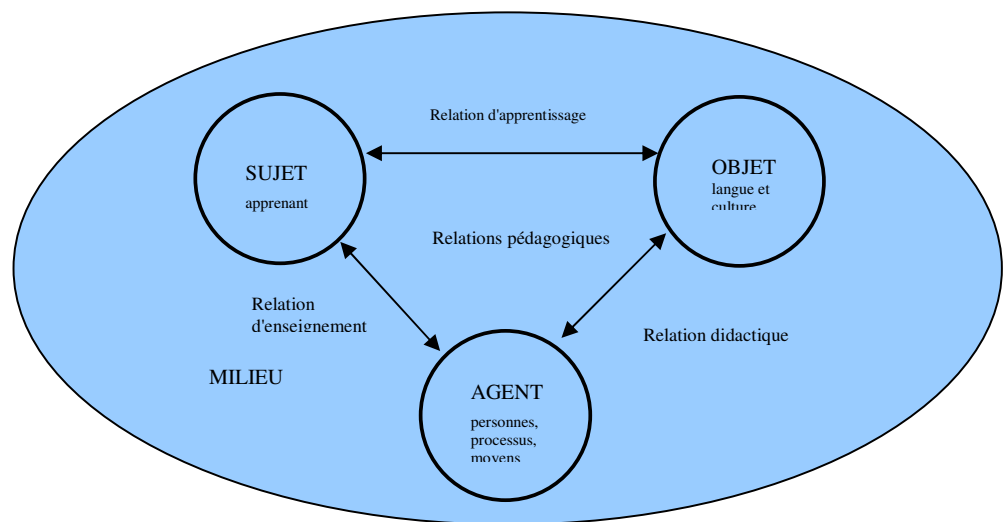 Relation d'apprentissage
SUJET
apprenant
OBJET
langue et
culture
Relations pédagogiques
Relation
d'enseignement
Relation didactique
MILIEU
AGENT
personnes,
processus,
moyens